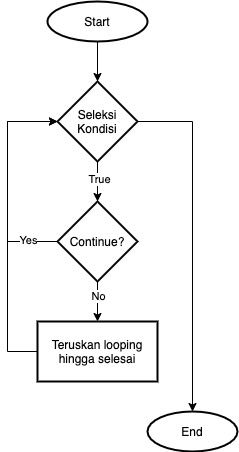 Start
Seleksi
Kondisi
True
Continue?
Yes
No
Teruskan looping
hingga selesai
End